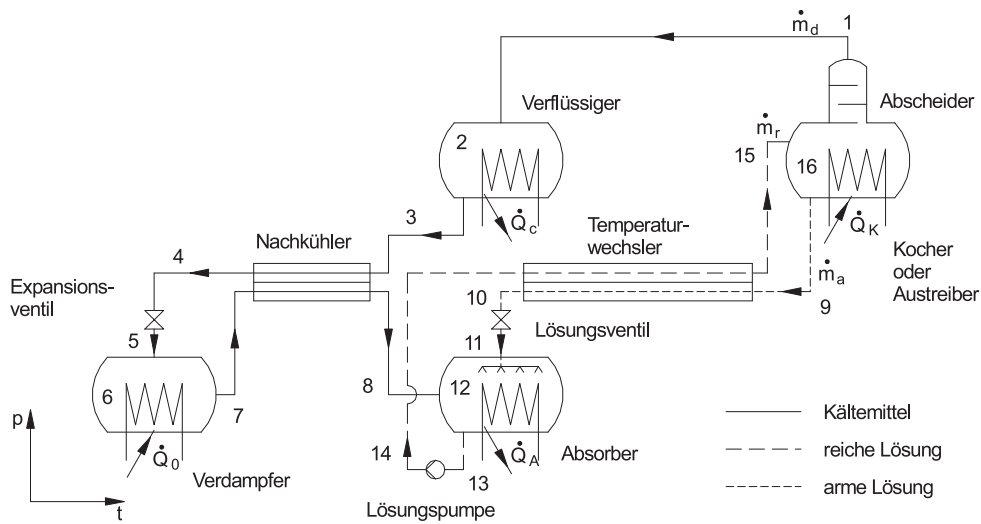 ṁd
1
Verflüssiger
Abscheider
ṁr
2
15
16
3
Q̇c
Temperatur-
wechsler
Q̇K
Nachkühler
Kocher
oder
Austreiber
4
ṁa
Expansions-
ventil
10
9
Lösungsventil
5
11
6
8
12
7
Kältemittel
p
14
Q̇A
Absorber
reiche Lösung
Q̇0
Verdampfer
13
arme Lösung
t
Lösungspumpe